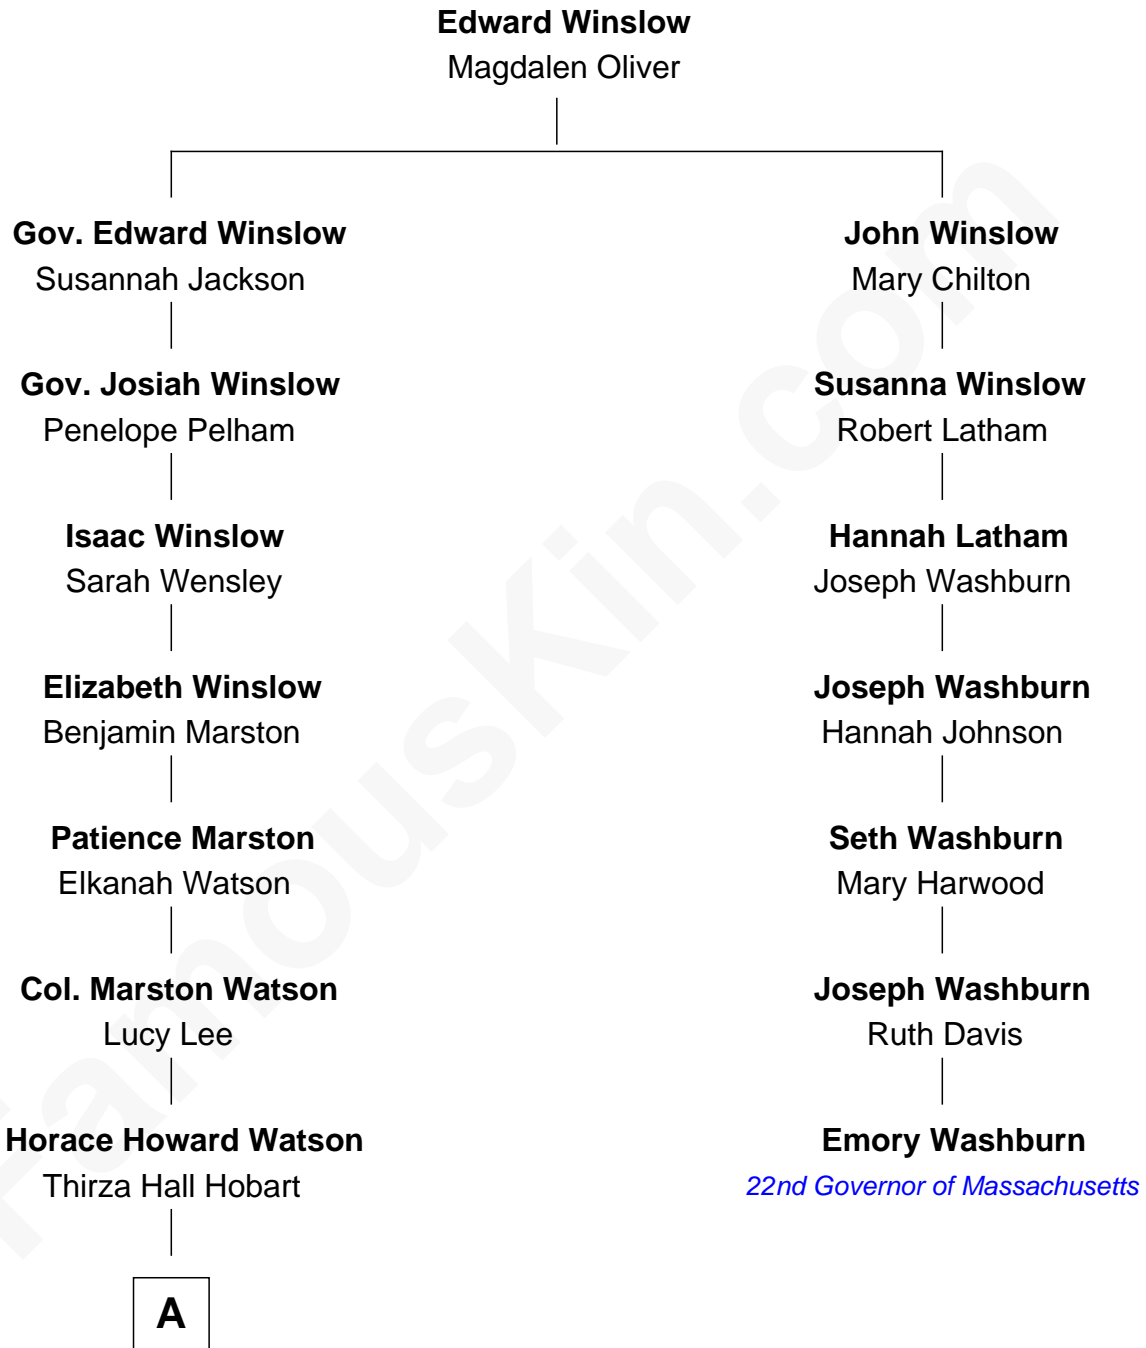 Edward Winslow
Magdalen Oliver
Gov. Edward Winslow
Susannah Jackson
John Winslow
Mary Chilton
Gov. Josiah Winslow
Penelope Pelham
Susanna Winslow
Robert Latham
Isaac Winslow
Sarah Wensley
Hannah Latham
Joseph Washburn
Elizabeth Winslow
Benjamin Marston
Joseph Washburn
Hannah Johnson
Patience Marston
Elkanah Watson
Seth Washburn
Mary Harwood
Col. Marston Watson
Lucy Lee
Joseph Washburn
Ruth Davis
Horace Howard Watson
Thirza Hall Hobart
Emory Washburn
22nd Governor of Massachusetts
A
FamousKin.com